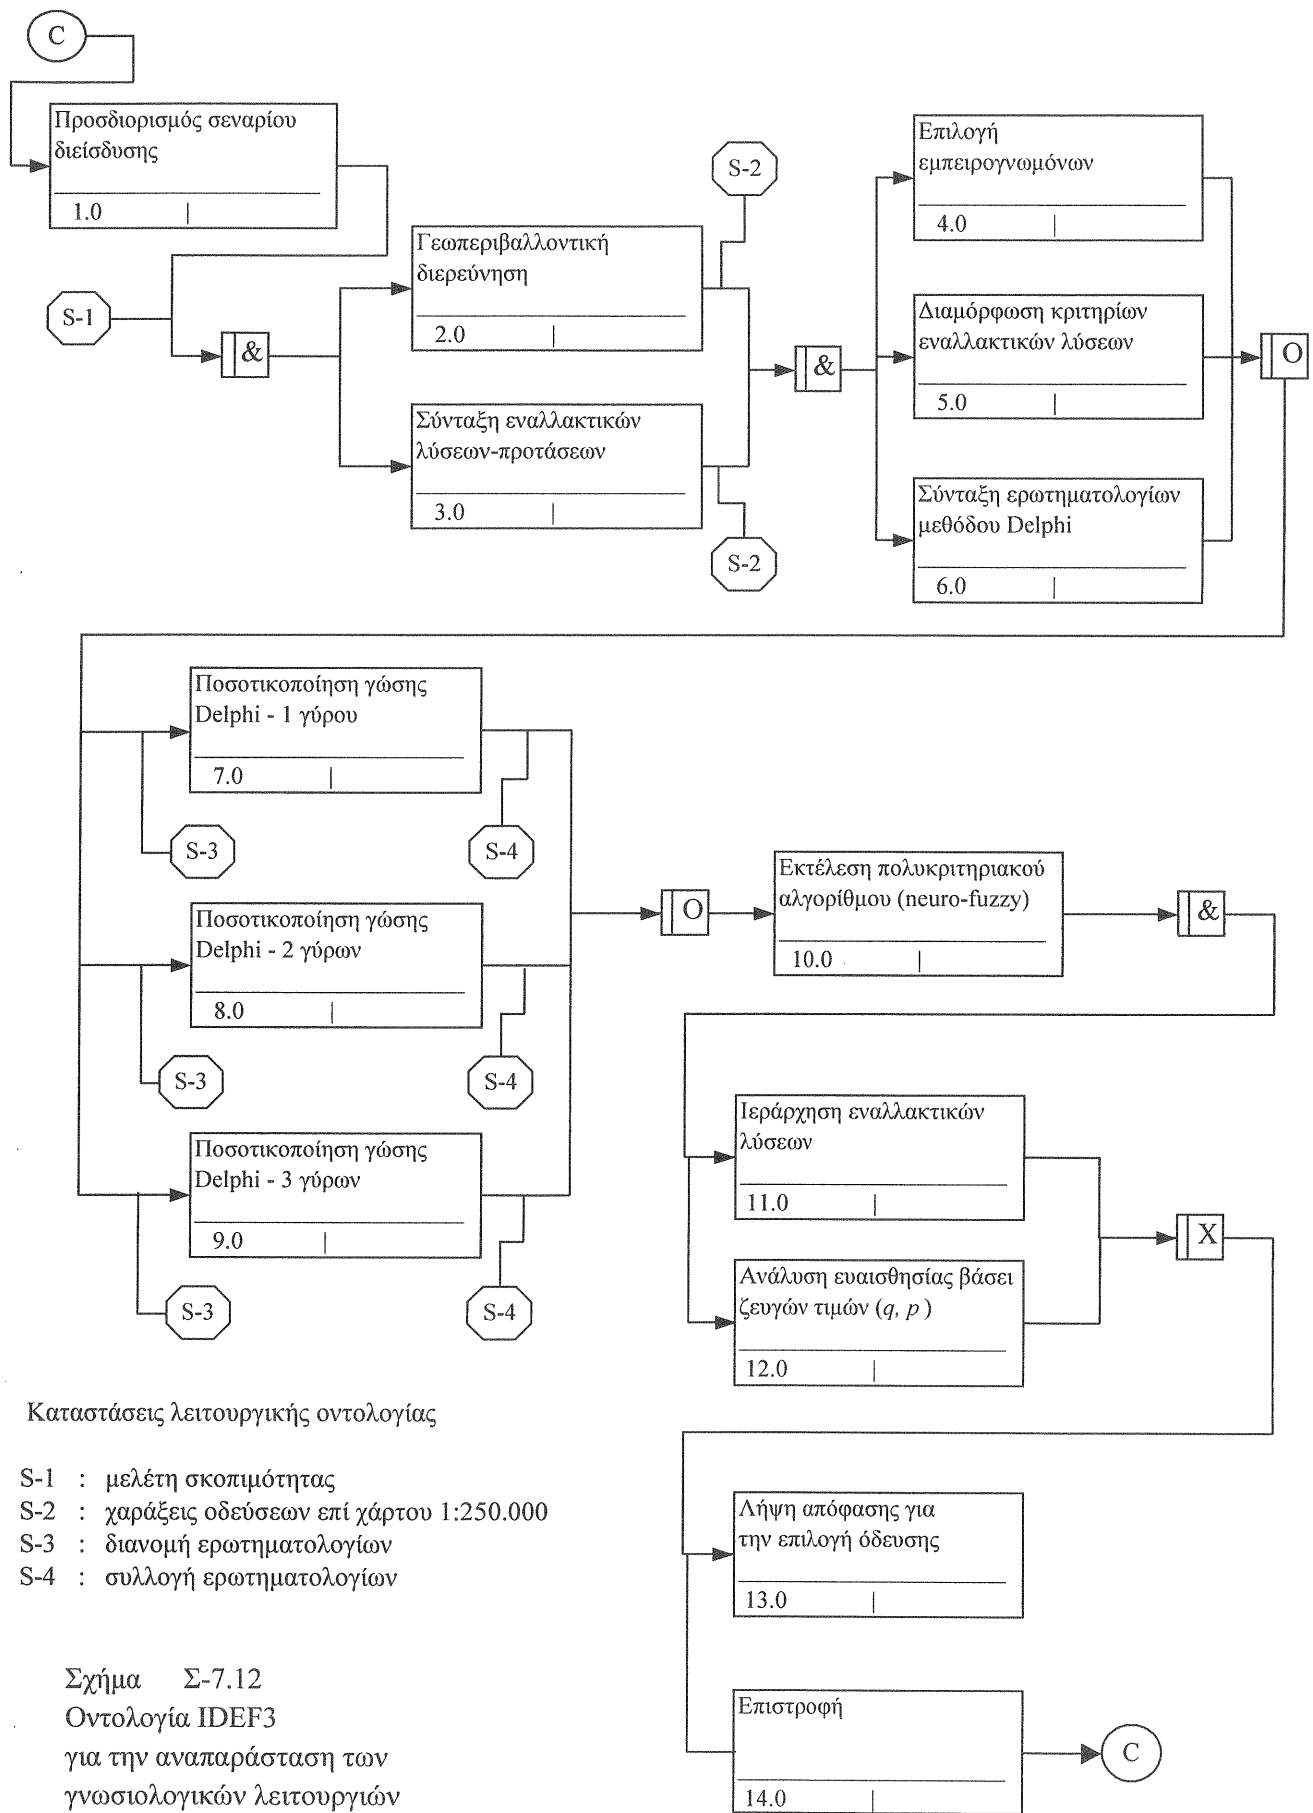 C
Προσδιορισμός σεναρίου
διείσδυσης
1.0
S-1
&
Γεωπεριβαλλοντική
διερεύνηση
2.0
Σύνταξη εναλλακτικών
λύσεων-προτάσεων
3.0
S-2
S-2
&
Επιλογή
εμπειρογνωμόνων
4.0
Διαμόρφωση κριτηρίων
εναλλακτικών λύσεων
5.0
Σύνταξη ερωτηματολογίων
μεθόδου Delphi
6.0
O
Ποσοτικοποίηση γώσης
Delphi - 1 γύρου
7.0
S-3
S-4
Ποσοτικοποίηση γώσης
Delphi - 2 γύρων
8.0
S-3
S-4
Ποσοτικοποίηση γώσης
Delphi - 3 γύρων
9.0
S-3
S-4
O
Εκτέλεση πολυκριτηριακού
αλγορίθμου (neuro-fuzzy)
10.0
&
Ιεράρχηση εναλλακτικών
λύσεων
11.0
Ανάλυση ευαισθησίας βάσει
ζευγών τιμών (q, p )
12.0
X
Λήψη απόφασης για
την επιλογή όδευσης
13.0
Επιστροφή
14.0
C
Καταστάσεις λειτουργικής οντολογίας
S-1 : μελέτη σκοπιμότητας
S-2 : χαράξεις οδεύσεων επί χάρτου 1:250.000
S-3 : διανομή ερωτηματολογίων
S-4 : συλλογή ερωτηματολογίων
Σχήμα Σ-7.12
Οντολογία IDEF3
για την αναπαράσταση των
γνωσιολογικών λειτουργιών